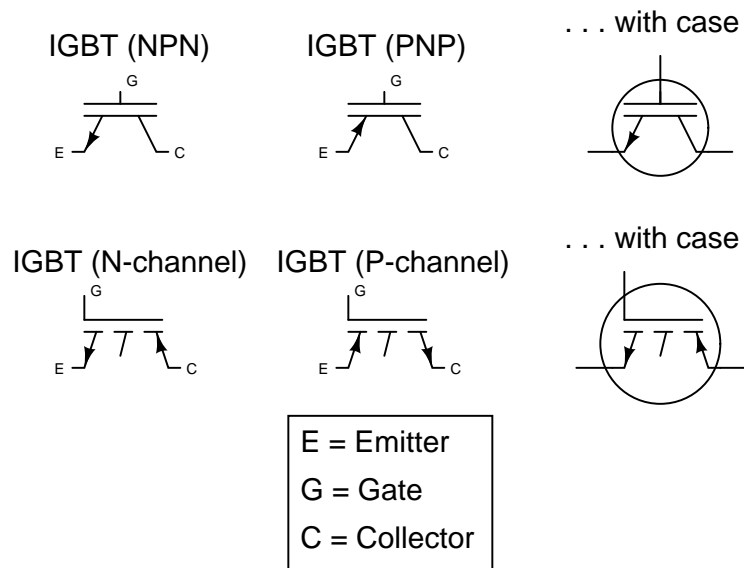 IGBT (NPN)
IGBT (PNP)
. . . with case
G
G
E
C
E
C
IGBT (N-channel)
IGBT (P-channel)
. . . with case
G
G
E
C
E
C
E = Emitter
G = Gate
C = Collector